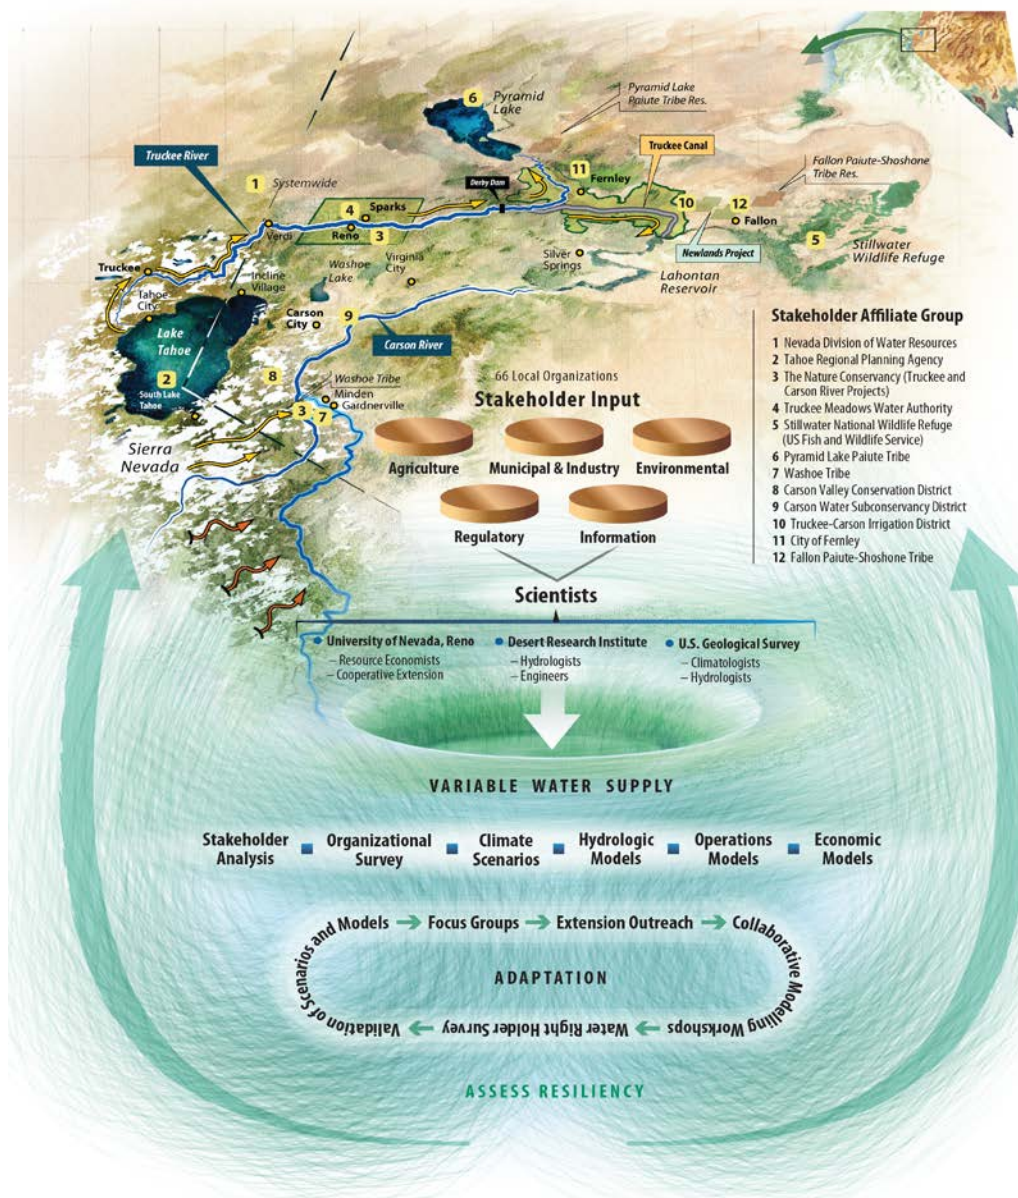 6 Pyramid
Lake
Pyramid Lake
Paiute Tribe Res.
Truckee River
Truckee Canal
1 Systemwide
11
Fernley
Derby Dam
Fallon Paiute-Shoshone
Tribe Res.
4 Sparks
10
12
Fallon
Verdi
Reno 3
5 Stillwater
Wildlife Refuge
Newlands Project
Truckee
Washoe
Lake
Virginia
City
Silver
Springs
Lahontan
Reservoir
Incline
Village
Tahoe
City
Carson
City
9
Carson River
Lake
Tahoe
2
South Lake
Tahoe
8
Washoe Tribe
Minden
Gardnerville
3 7
Sierra
Nevada
Stakeholder Affiliate Group
1 Nevada Division of Water Resources
2 Tahoe Regional Planning Agency
3 The Nature Conservancy (Truckee and
Carson River Projects)
4 Truckee Meadows Water Authority
5 Stillwater National Wildlife Refuge
(US Fish and Wildlife Service)
6 Pyramid Lake Paiute Tribe
7 Washoe Tribe
8 Carson Valley Conservation District
9 Carson Water Subconservancy District
10 Truckee-Carson Irrigation District
11 City of Fernley
12 Fallon Paiute-Shoshone Tribe
66 Local Organizations
Stakeholder Input
Agriculture Municipal & Industry Environmental
Regulatory Information
Scientists
• University of Nevada, Reno • Desert Research Institute • U.S. Geological Survey
– Resource Economists – Hydrologists – Climatologists
– Cooperative Extension – Engineers – Hydrologists
VARIABLE WATER SUPPLY
Stakeholder
Analysis
Organizational
Survey
Climate
Scenarios
Hydrologic
Models
Operations
Models
Economic
Models
Focus Groups
Extension Outreach
Collaborative Modelling Workshops
Water Right Holder Survey
Validation of Scenarios and Models
ADAPTATION
ASSESS RESILIENCY